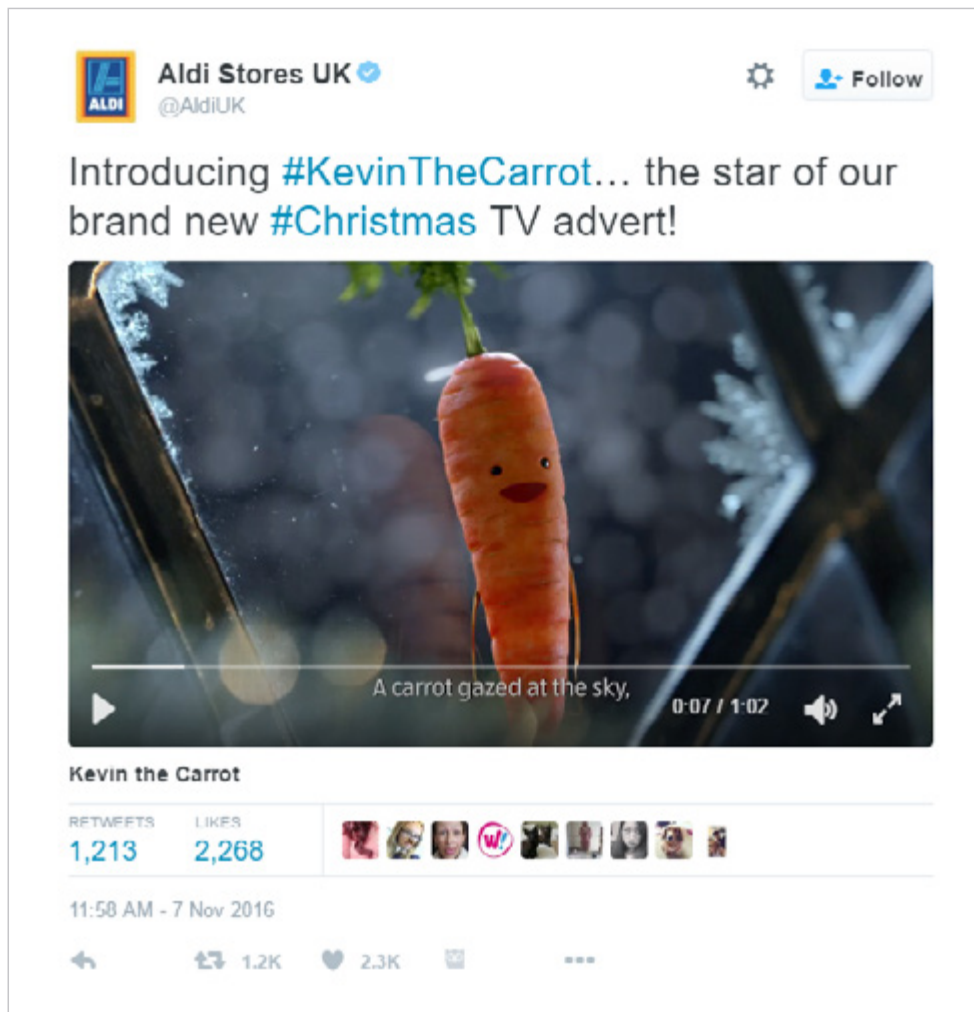 Aldi Stores UK
@AldiUK
Follow
ALDI
Introducing #KevinTheCarrot... the star of our
brand new #Christmas TV advert!
A carrot gazed at the sky,
0:07 / 1:02
Kevin the Carrot
RETWEETS LIKES
1,213 2,268
W!
11:58 AM - 7 Nov 2016
1.2K 2.3K